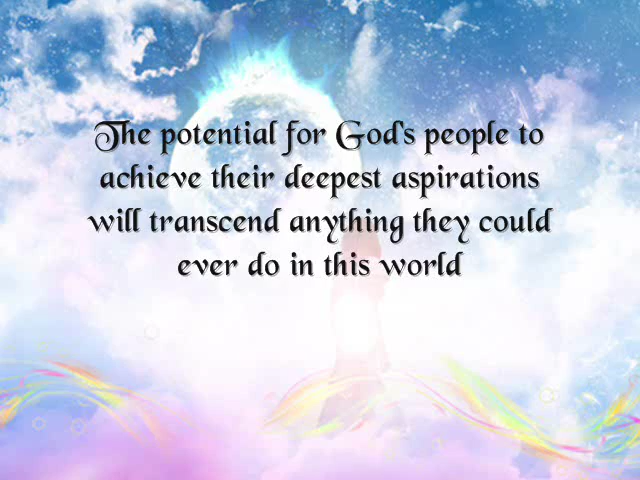 The potential for God's people to
achieve their deepest aspirations
will transcend anything they could
ever do in this world